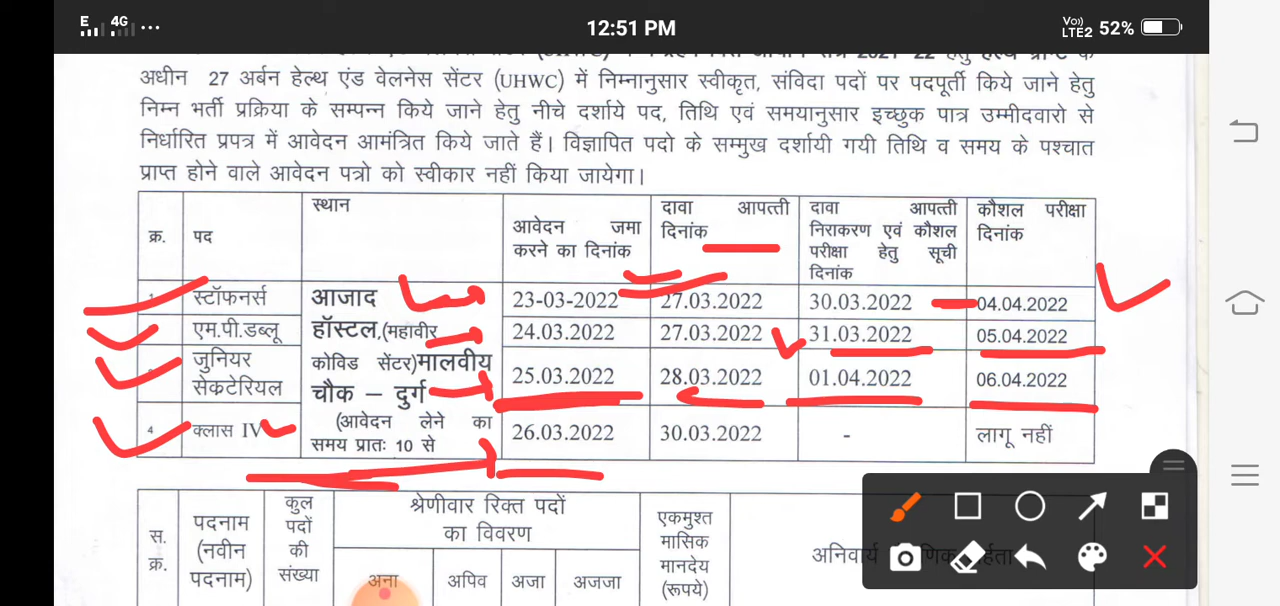 E 4G ... 12:51 PM Vo)) LTE2 52%
अधीन 27 अर्बन हेल्थ एंड वेलनेस सेंटर (UHWC) में निम्नानुसार स्वीकृत, संविदा पदों पर पदपूर्ती किये जाने हेतु
निम्न भर्ती प्रक्रिया के सम्पन्न किये जाने हेतु नीचे दर्शाये पद, तिथि एवं समयानुसार इच्छुक पात्र उम्मीदवारो से
निर्धारित प्रपत्र में आवेदन आमंत्रित किये जाते हैं। विज्ञापित पदो के सम्मुख दर्शायी गयी तिथि व समय के पश्चात
प्राप्त होने वाले आवेदन पत्रो को स्वीकार नहीं किया जायेगा।
क्र. पद स्थान आवेदन जमा करने का दिनांक दावा आपत्ती दिनांक दावा आपत्ती निराकरण एवं कौशल परीक्षा हेतु सूची दिनांक कौशल परीक्षा दिनांक
स्टॉफनर्स आजाद 23-03-2022 27.03.2022 30.03.2022 04.04.2022
एम.पी.डब्लू हॉस्टल,(महावीर 24.03.2022 27.03.2022 31.03.2022 05.04.2022
जुनियर सेकटेरियल कोविड सेंटर)मालवीय चौक – दुर्ग 25.03.2022 28.03.2022 01.04.2022 06.04.2022
4 क्लास IV (आवेदन लेने का समय प्रातः 10 से 26.03.2022 30.03.2022 - लागू नहीं
स. क्र. पदनाम (नवीन पदनाम) कुल पदों की संख्या श्रेणीवार रिक्त पदों का विवरण एकमुश्त मासिक मानदेय (रूपये)
अना अपिव अजा अजजा